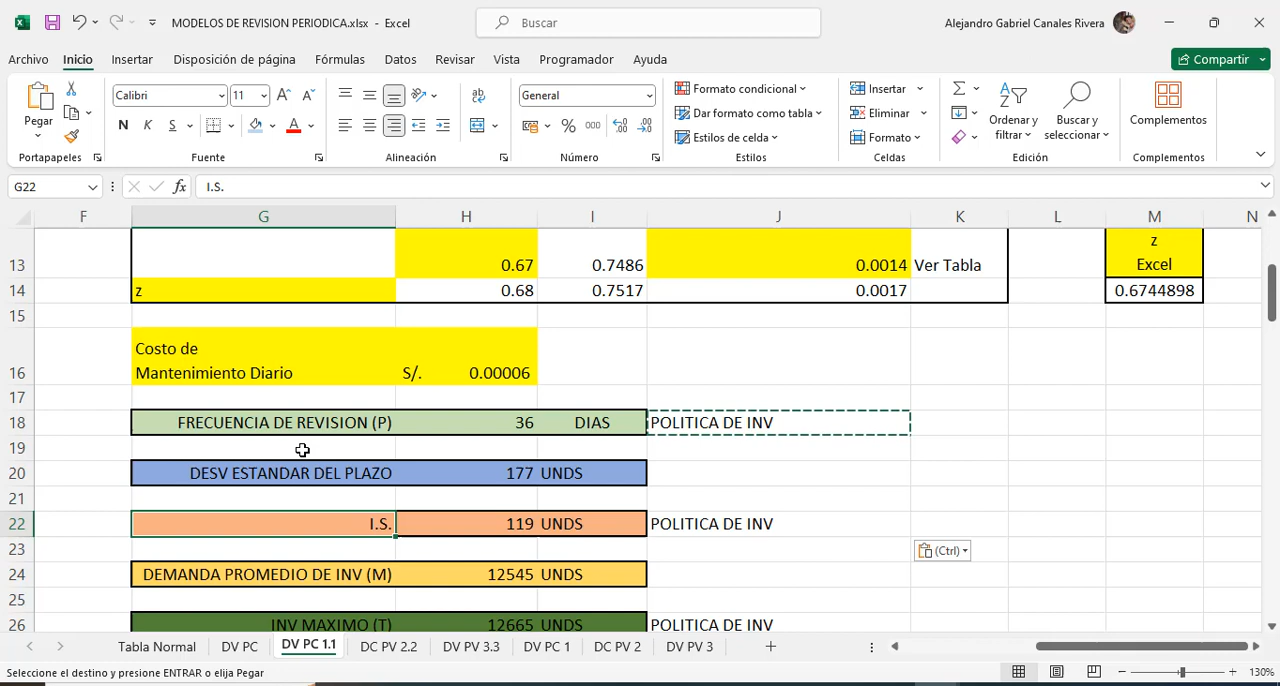 MODELOS DE REVISION PERIODICA.xlsx - Excel
Buscar
Alejandro Gabriel Canales Rivera
Archivo Inicio Insertar Disposición de página Fórmulas Datos Revisar Vista Programador Ayuda
Compartir
Pegar
Calibri 11
N K S A
General
% 000
Formato condicional
Dar formato como tabla
Estilos de celda
Insertar
Eliminar
Formato
Ordenar y filtrar
Buscar y seleccionar
Complementos
Portapapeles Fuente Alineación Número Estilos Celdas Edición Complementos
G22 fx I.S.
F G H I J K L M N
13 0.67 0.7486 0.0014 Ver Tabla
z
Excel
14 z 0.68 0.7517 0.0017 0.6744898
15
Costo de
16 Mantenimiento Diario S/. 0.00006
17
18 FRECUENCIA DE REVISION (P) 36 DIAS POLITICA DE INV
19
20 DESV ESTANDAR DEL PLAZO 177 UNDS
21
22 I.S. 119 UNDS POLITICA DE INV
23 (Ctrl)
24 DEMANDA PROMEDIO DE INV (M) 12545 UNDS
25
26 INV MAXIMO (T) 12665 UNDS POLITICA DE INV
Tabla Normal DV PC DV PC 1.1 DC PV 2.2 DV PV 3.3 DV PC 1 DC PV 2 DV PV 3
Seleccione el destino y presione ENTRAR o elija Pegar
130%